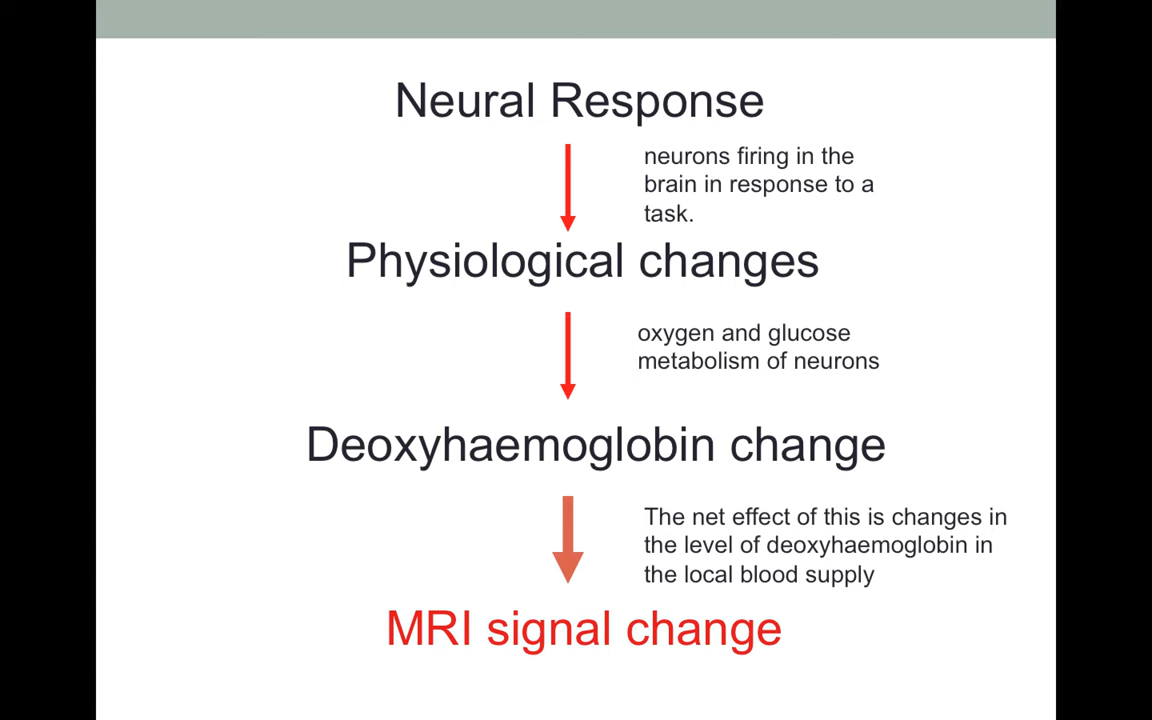 Neural Response
neurons firing in the
brain in response to a
task.
Physiological changes
oxygen and glucose
metabolism of neurons
Deoxyhaemoglobin change
The net effect of this is changes in
the level of deoxyhaemoglobin in
the local blood supply
MRI signal change